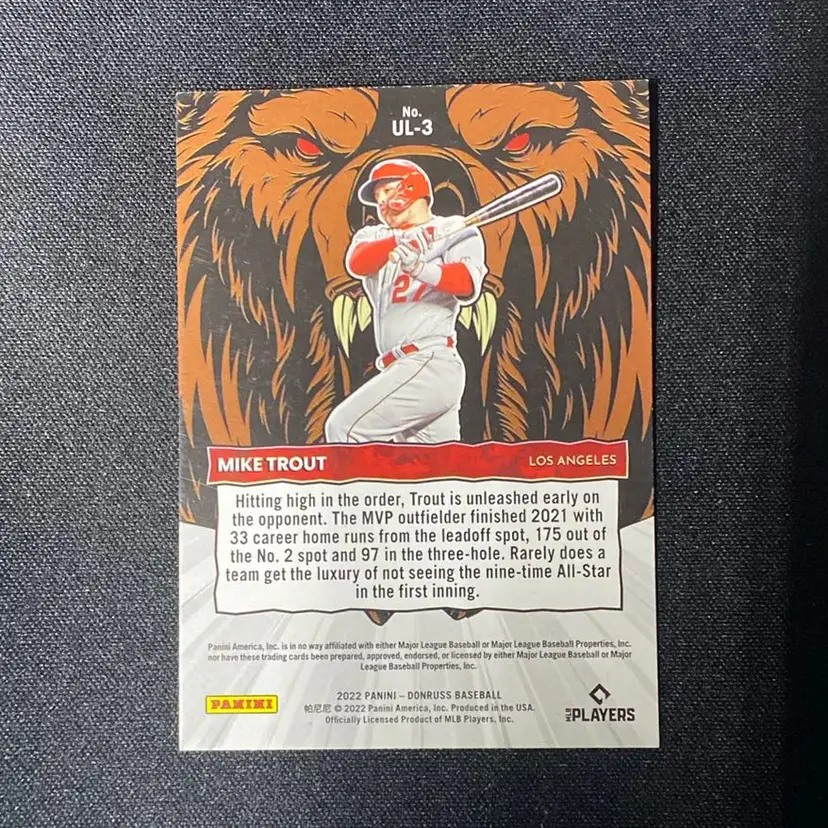 No.
UL-3
27
MIKE TROUT
LOS ANGELES
Hitting high in the order, Trout is unleashed early on
the opponent. The MVP outfielder finished 2021 with
33 career home runs from the leadoff spot, 175 out of
the No. 2 spot and 97 in the three-hole. Rarely does a
team get the luxury of not seeing the nine-time All-Star
in the first inning.
Panini America, Inc. is in no way affiliated with either Major League Baseball or Major League Baseball Properties, Inc.
nor have these trading cards been prepared, approved, endorsed, or licensed by either Major League Baseball or Major
League Baseball Properties, Inc.
PANINI
2022 PANINI – DONRUSS BASEBALL
帕尼尼 © 2022 Panini America, Inc. Produced in the USA.
Officially Licensed Product of MLB Players, Inc.
MLB PLAYERS